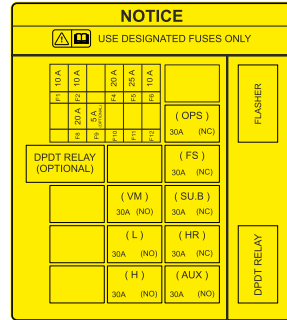 NOTICE
USE DESIGNATED FUSES ONLY
10 A
10 A
20 A
25 A
10 A
F1
F2
F4
F5
F6
20 A
5 A
(OPTIONAL)
F8
F9
F10
F11
F12
( OPS )
30A (NC)
FLASHER
DPDT RELAY
(OPTIONAL)
( FS )
30A (NC)
( VM )
30A (NO)
( SU.B )
30A (NC)
( L )
30A (NO)
( HR )
30A (NC)
( H )
30A (NO)
( AUX )
30A (NO)
DPDT RELAY